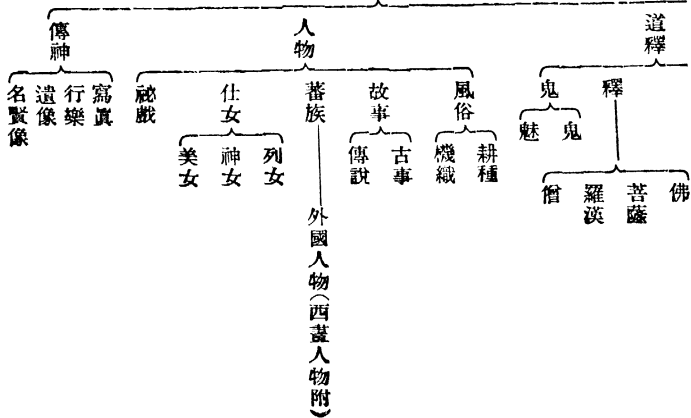 道釋
釋
佛
菩薩
羅漢
僧
鬼
鬼
魅
人物
風俗
耕種
機織
故事
古事
傳說
蕃族
外國人物(西畫人物附)
仕女
列女
神女
美女
祕戲
傳神
寫眞
行樂
遺像
名賢像